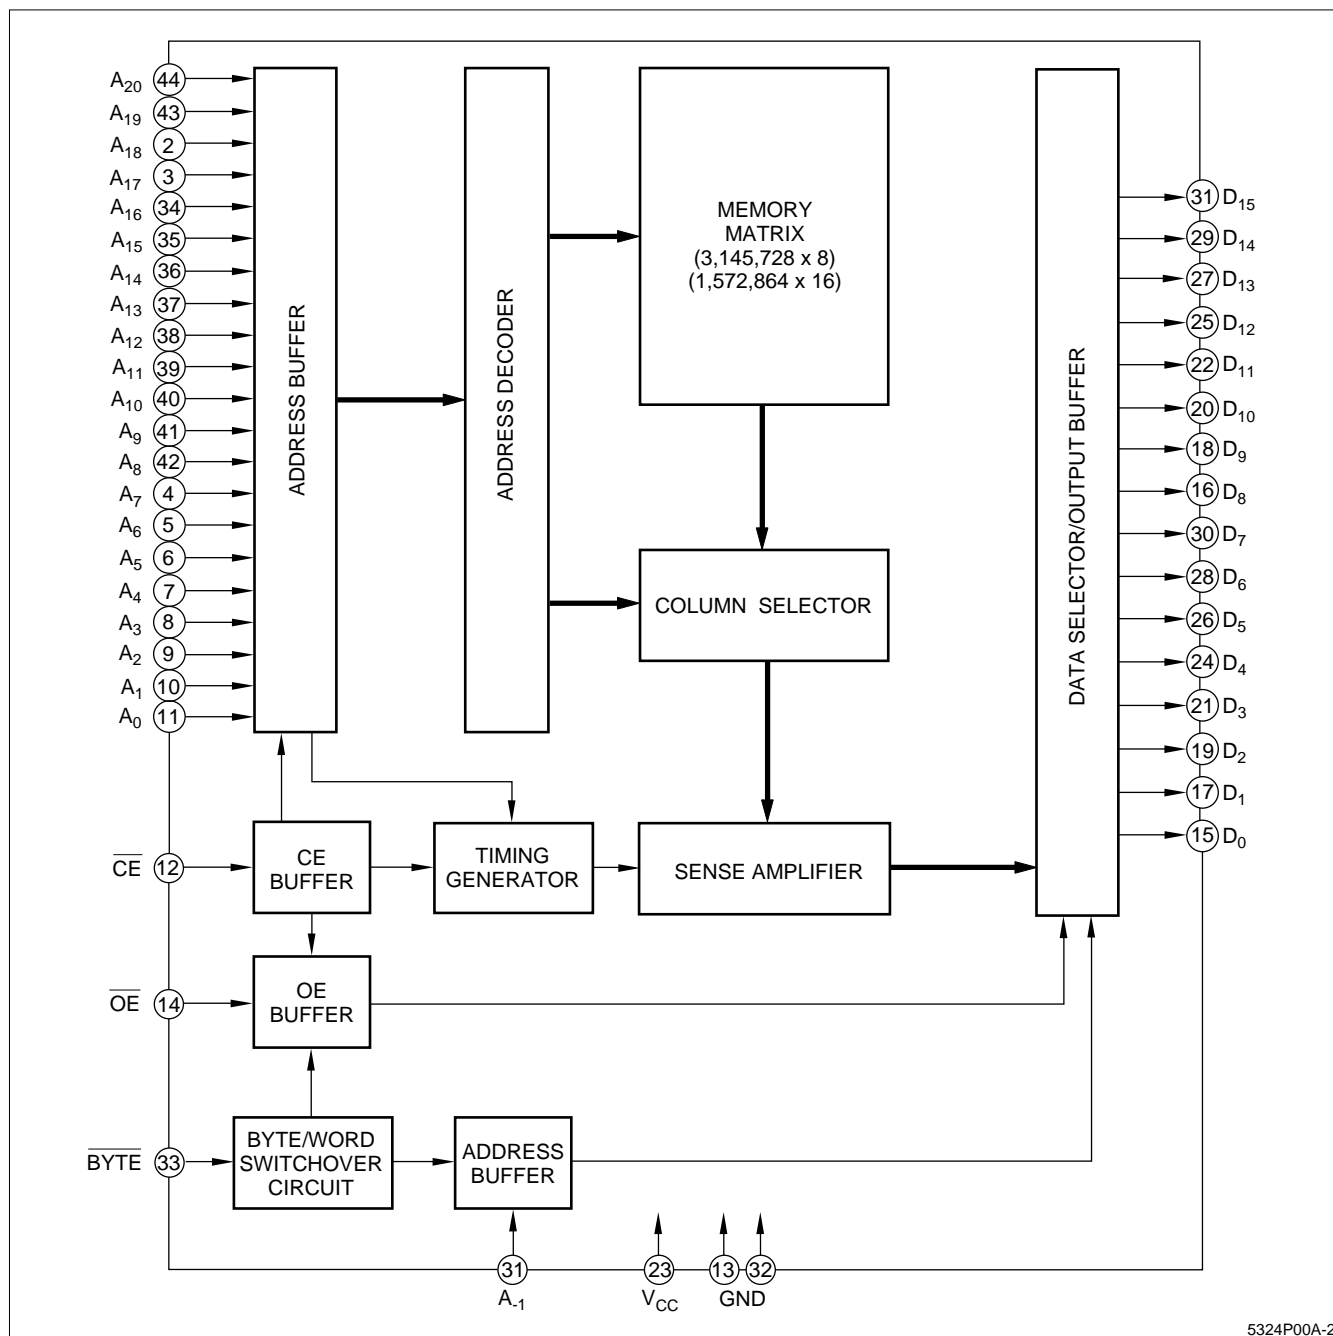 A20 44
A19 43
A18 2
A17 3
A16 34
A15 35
A14 36
A13 37
A12 38
A11 39
A10 40
A9 41
A8 42
A7 4
A6 5
A5 6
A4 7
A3 8
A2 9
A1 10
A0 11
CE 12
OE 14
BYTE 33
ADDRESS BUFFER
ADDRESS DECODER
MEMORY
MATRIX
(3,145,728 x 8)
(1,572,864 x 16)
COLUMN SELECTOR
CE
BUFFER
TIMING
GENERATOR
SENSE AMPLIFIER
OE
BUFFER
BYTE/WORD
SWITCHOVER
CIRCUIT
ADDRESS
BUFFER
DATA SELECTOR/OUTPUT BUFFER
31 D15
29 D14
27 D13
25 D12
22 D11
20 D10
18 D9
16 D8
30 D7
28 D6
26 D5
24 D4
21 D3
19 D2
17 D1
15 D0
31 23 13 32
A-1 VCC GND
5324P00A-2